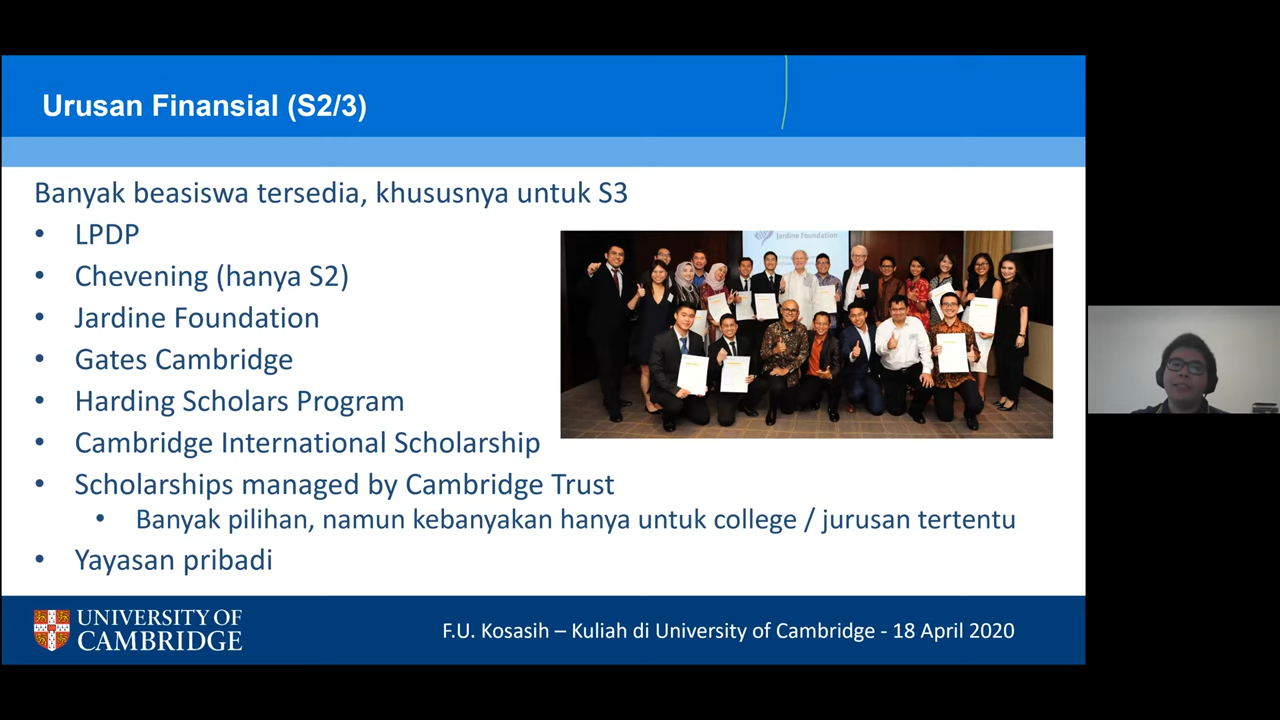 Urusan Finansial (S2/3)
Banyak beasiswa tersedia, khususnya untuk S3
• LPDP
• Chevening (hanya S2)
• Jardine Foundation
• Gates Cambridge
• Harding Scholars Program
• Cambridge International Scholarship
• Scholarships managed by Cambridge Trust
• Banyak pilihan, namun kebanyakan hanya untuk college / jurusan tertentu
• Yayasan pribadi
Jardine Foundation
UNIVERSITY OF
CAMBRIDGE
F.U. Kosasih – Kuliah di University of Cambridge - 18 April 2020